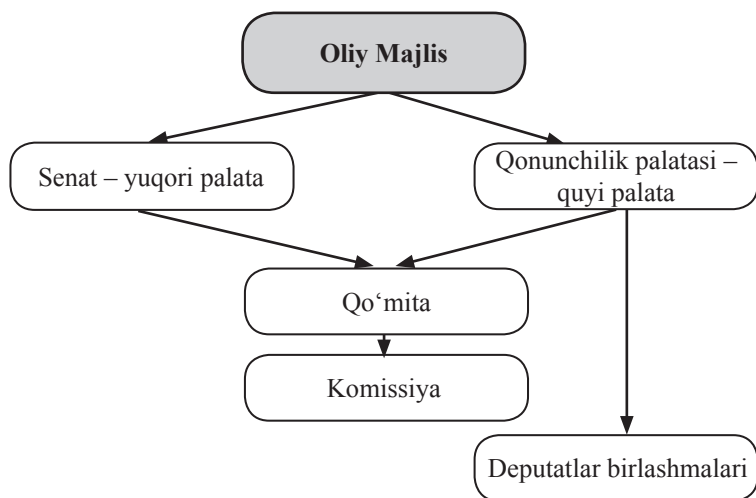 Oliy Majlis
Senat – yuqori palata
Qonunchilik palatasi –
quyi palata
Qo‘mita
Komissiya
Deputatlar birlashmalari